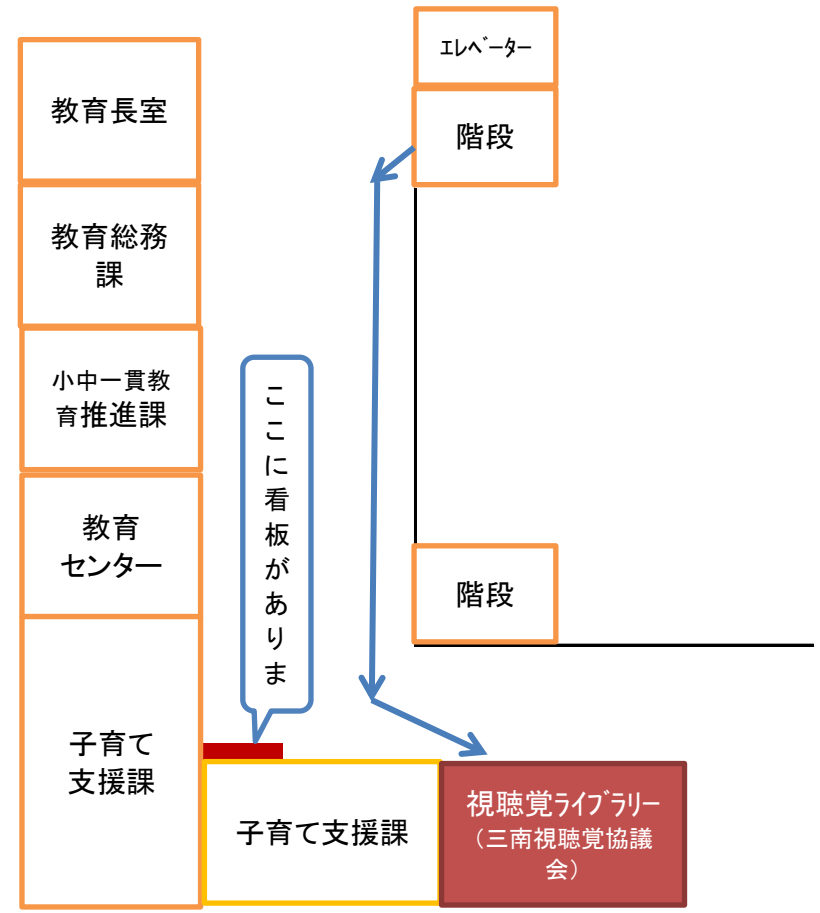 エレベーター
階段
教育長室
教育総務
課
小中一貫教
育推進課
ここに看板がありま
教育
センター
階段
子育て
支援課
子育て支援課
視聴覚ライブラリー
（三南視聴覚協議
会）